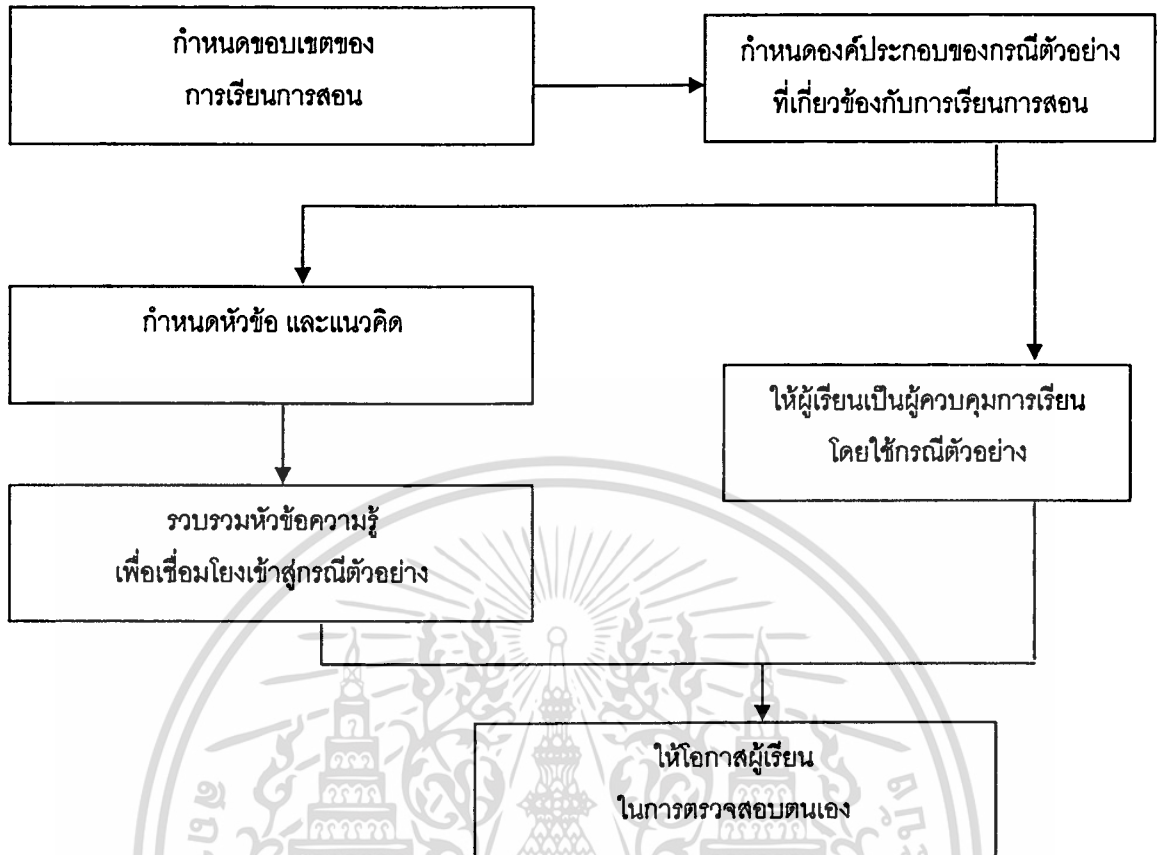 กำหนดขอบเขตของ
การเรียนการสอน
กำหนดองค์ประกอบของกรณีตัวอย่าง
ที่เกี่ยวข้องกับการเรียนการสอน
กำหนดหัวข้อ และแนวคิด
ให้ผู้เรียนเป็นผู้ควบคุมการเรียน
โดยใช้กรณีตัวอย่าง
รวบรวมหัวข้อความรู้
เพื่อเชื่อมโยงเข้าสู่กรณีตัวอย่าง
ให้โอกาสผู้เรียน
ในการตรวจสอบตนเอง